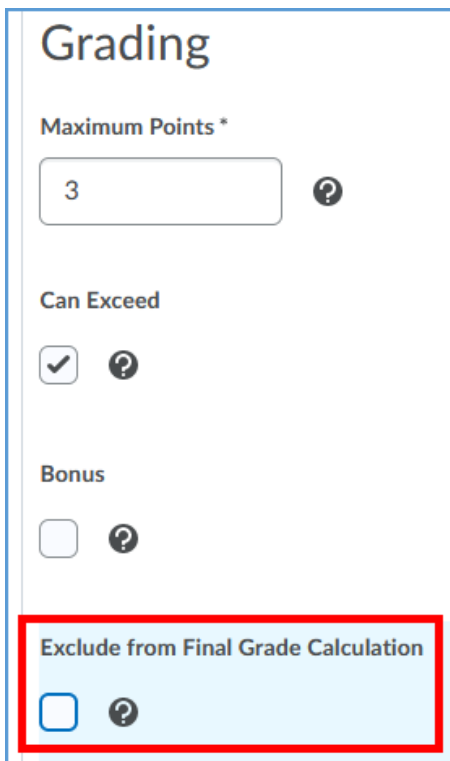 Grading
Maximum Points *
3
Can Exceed
Bonus
Exclude from Final Grade Calculation